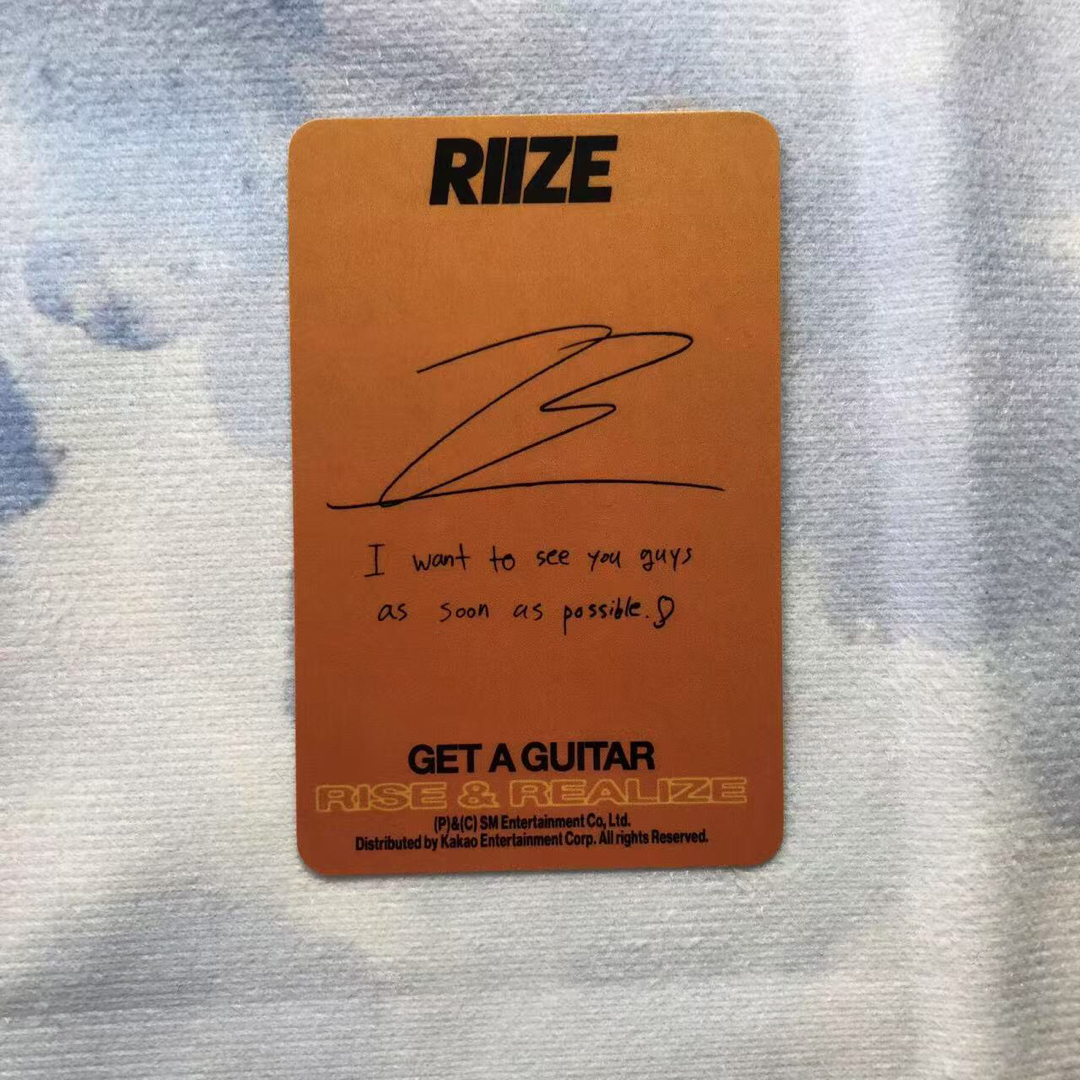 RIIZE
I want to see you guys
as soon as possible.
GET A GUITAR
RISE & REALIZE
(P)&(C) SM Entertainment Co., Ltd.
Distributed by Kakao Entertainment Corp. All rights Reserved.